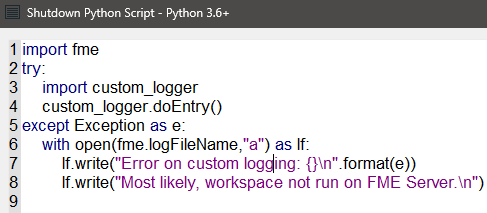 Shutdown Python Script - Python 3.6+
1 import fme
2 try:
3     import custom_logger
4     custom_logger.doEntry()
5 except Exception as e:
6     with open(fme.logFileName,"a") as lf:
7         lf.write("Error on custom logging: {}\n".format(e))
8         lf.write("Most likely, workspace not run on FME Server.\n")
9